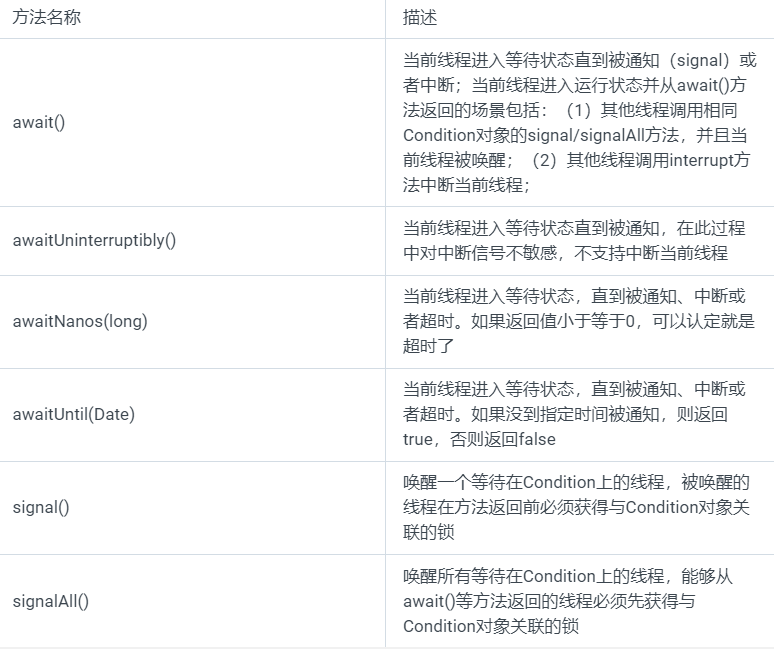 方法名称
描述
await()
当前线程进入等待状态直到被通知（signal）或
者中断；当前线程进入运行状态并从await()方
法返回的场景包括：（1）其他线程调用相同
Condition对象的signal/signalAll方法，并且当
前线程被唤醒；（2）其他线程调用interrupt方
法中断当前线程；
awaitUninterruptibly()
当前线程进入等待状态直到被通知，在此过程
中对中断信号不敏感，不支持中断当前线程
awaitNanos(long)
当前线程进入等待状态，直到被通知、中断或
者超时。如果返回值小于等于0，可以认定就是
超时了
awaitUntil(Date)
当前线程进入等待状态，直到被通知、中断或
者超时。如果没到指定时间被通知，则返回
true，否则返回false
signal()
唤醒一个等待在Condition上的线程，被唤醒的
线程在方法返回前必须获得与Condition对象关
联的锁
signalAll()
唤醒所有等待在Condition上的线程，能够从
await()等方法返回的线程必须先获得与
Condition对象关联的锁